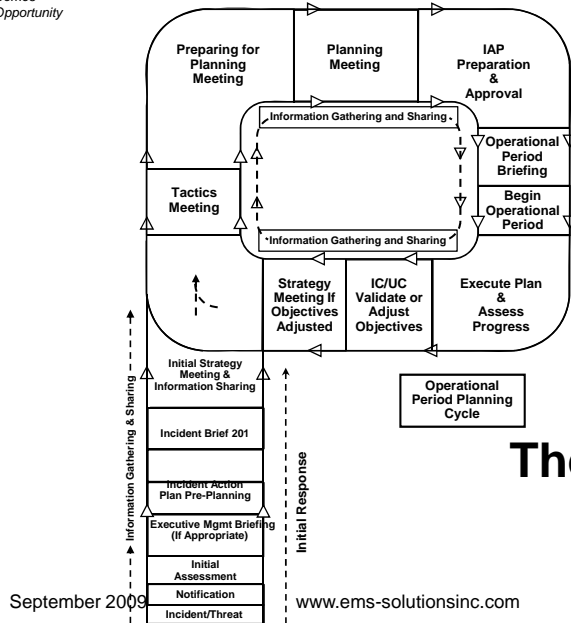 Opportunity
Preparing for
Planning
Meeting
Planning
Meeting
IAP
Preparation
&
Approval
Information Gathering and Sharing
Operational
Period
Briefing
Tactics
Meeting
Begin
Operational
Period
Information Gathering and Sharing
Strategy
Meeting If
Objectives
Adjusted
IC/UC
Validate or
Adjust
Objectives
Execute Plan
&
Assess
Progress
Initial Strategy
Meeting &
Information Sharing
Operational
Period Planning
Cycle
Incident Brief 201
The
Incident Action
Plan Pre-Planning
Executive Mgmt Briefing
(If Appropriate)
Initial
Assessment
Notification
Incident/Threat
Information Gathering & Sharing
Initial Response
September 2009
www.ems-solutionsinc.com